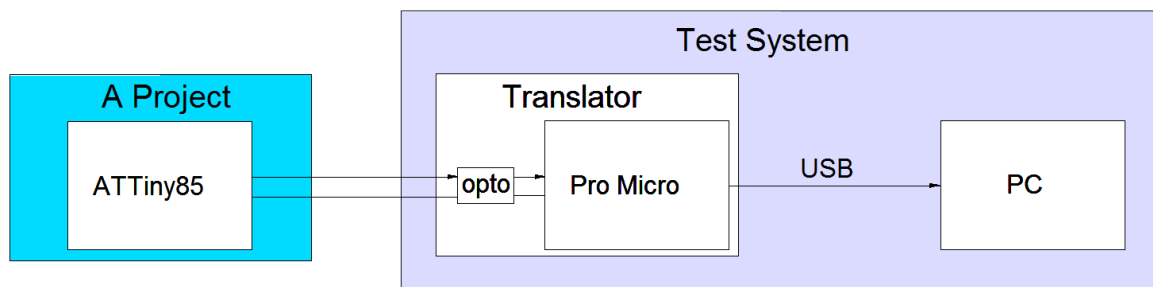 Test System
A Project
Translator
ATTiny85
opto
Pro Micro
USB
PC